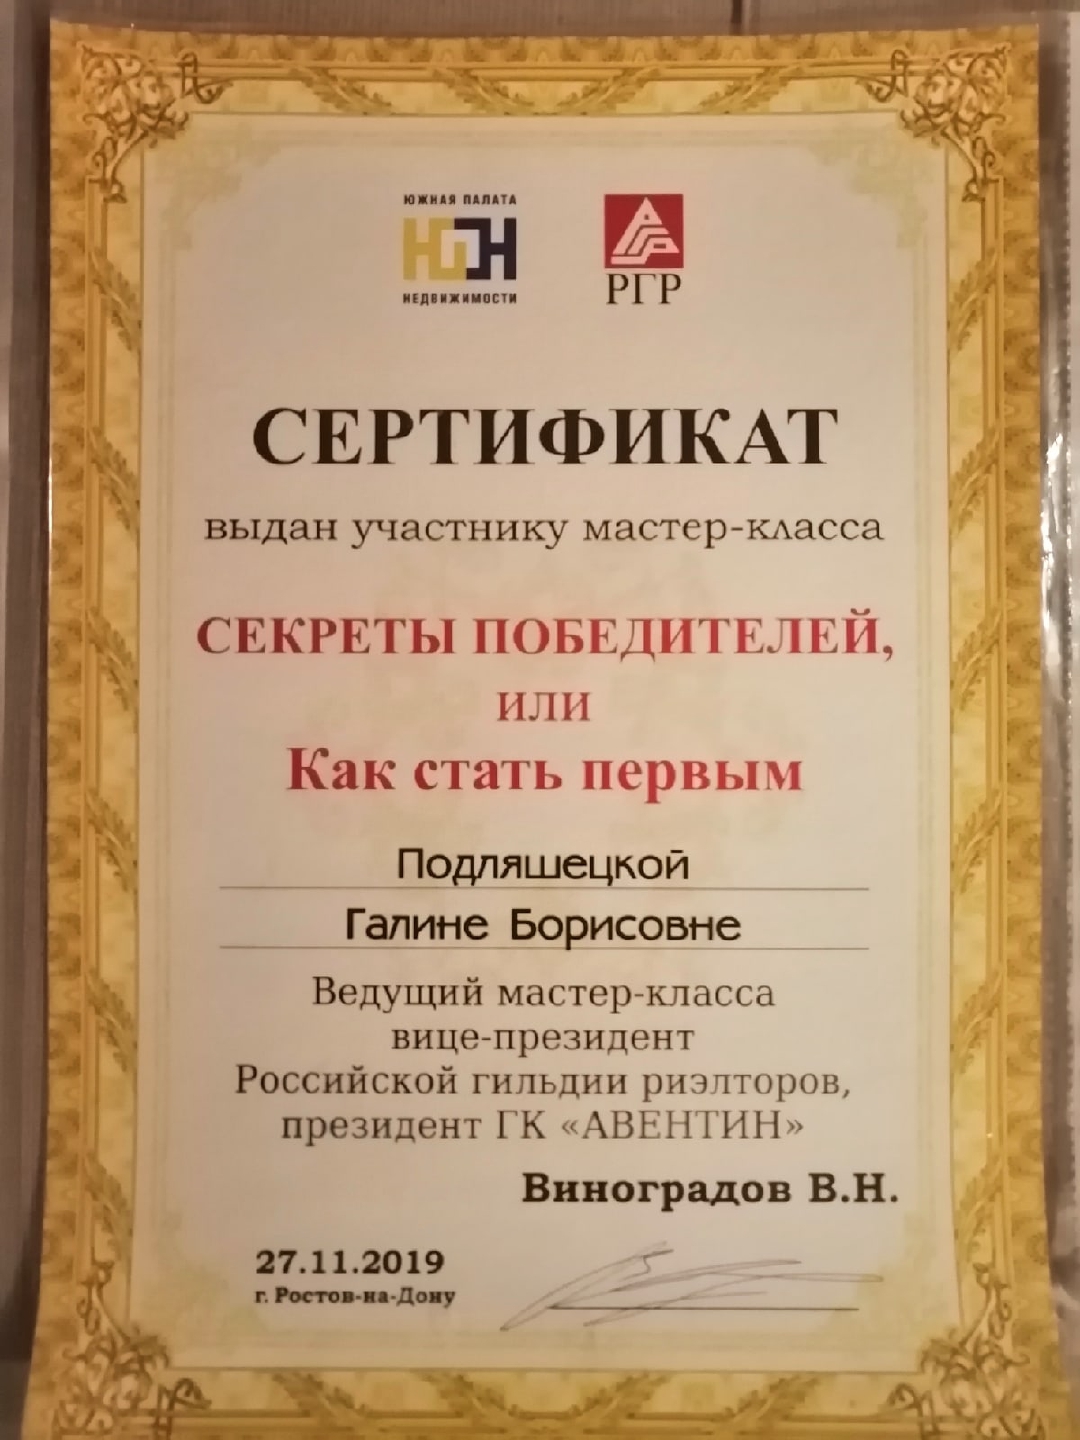 ЮЖНАЯ ПАЛАТА
ЮПН
НЕДВИЖИМОСТИ
РГР
СЕРТИФИКАТ
выдан участнику мастер-класса
СЕКРЕТЫ ПОБЕДИТЕЛЕЙ,
или
Как стать первым
Подляшецкой
Галине Борисовне
Ведущий мастер-класса
вице-президент
Российской гильдии риэлторов,
президент ГК «АВЕНТИН»
Виноградов В.Н.
27.11.2019
г. Ростов-на-Дону